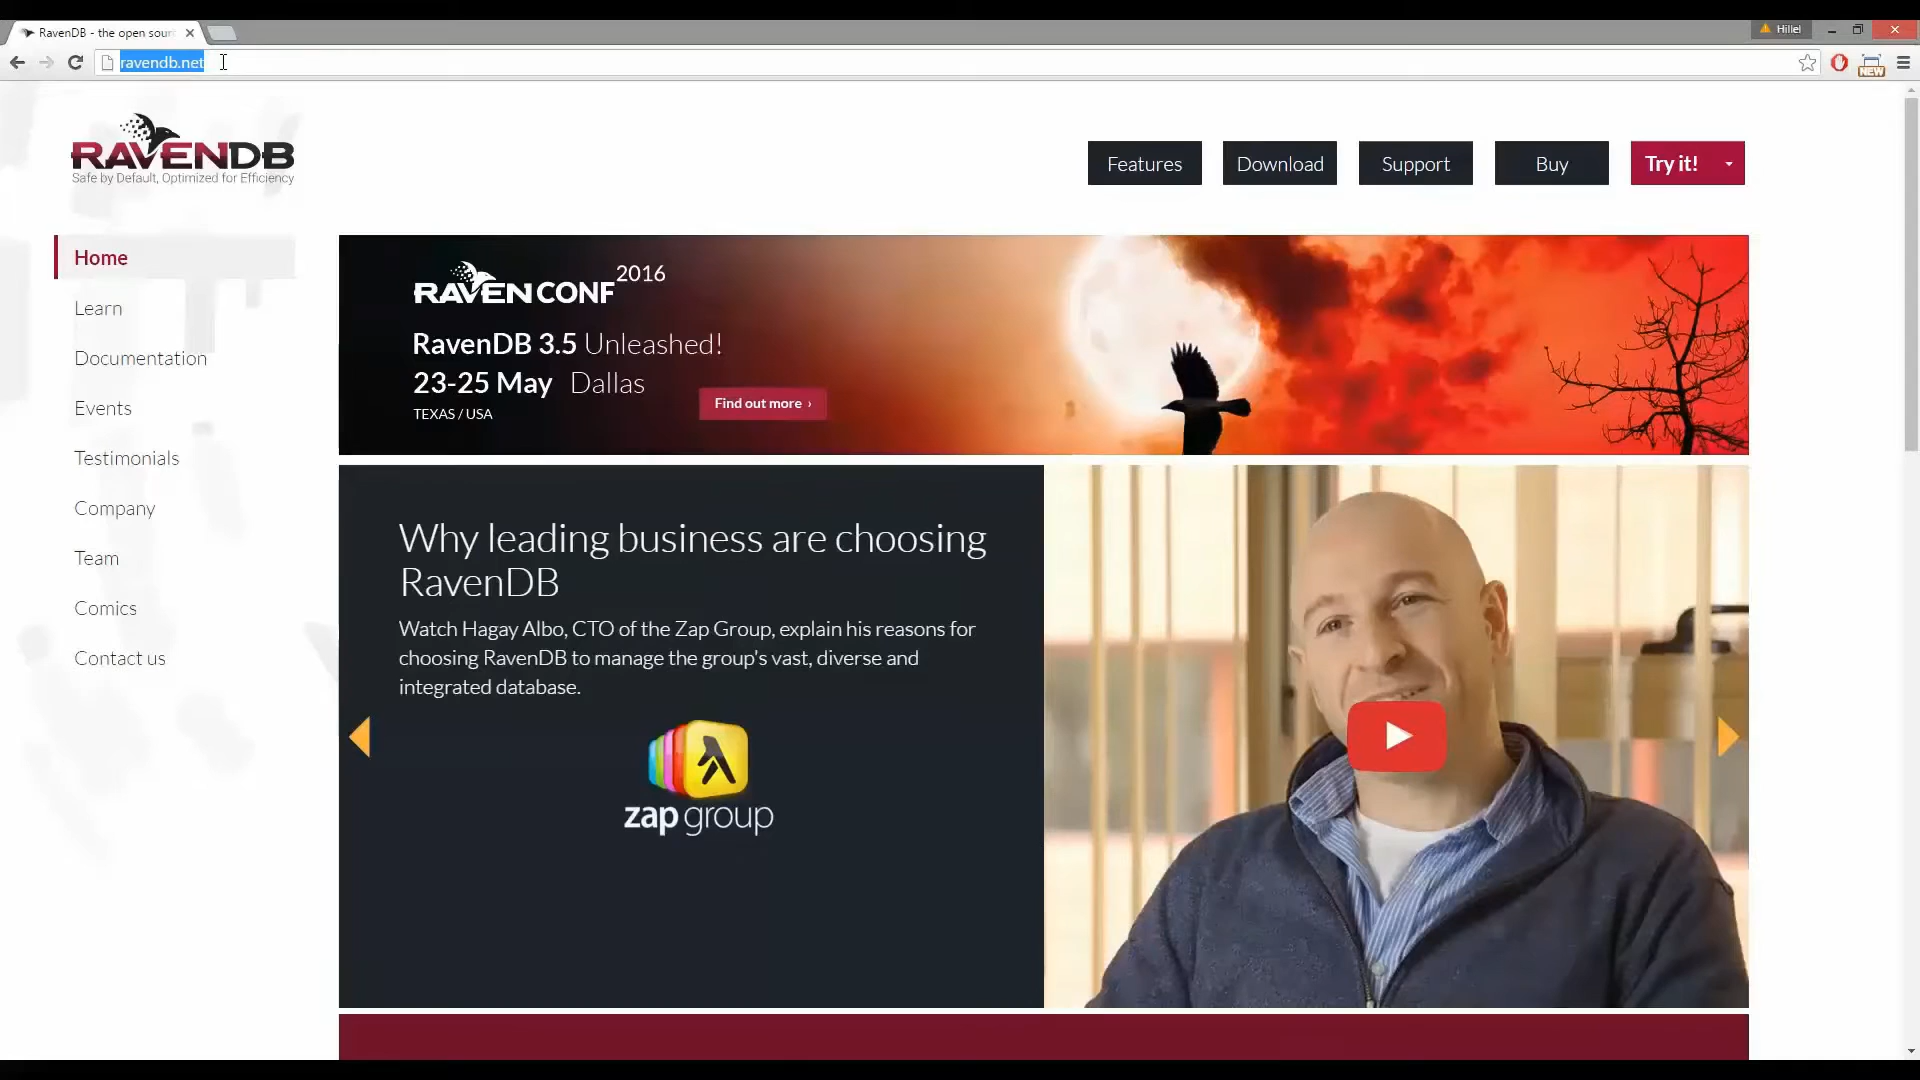 RavenDB - the open sour
Hillel
ravendb.net
NEW
RAVENDB
Safe by Default, Optimized for Efficiency
Features
Download
Support
Buy
Try it!
Home
Learn
Documentation
Events
Testimonials
Company
Team
Comics
Contact us
RAVEN CONF 2016
RavenDB 3.5 Unleashed!
23-25 May Dallas
TEXAS / USA
Find out more ›
Why leading business are choosing
RavenDB
Watch Hagay Albo, CTO of the Zap Group, explain his reasons for
choosing RavenDB to manage the group's vast, diverse and
integrated database.
zap group